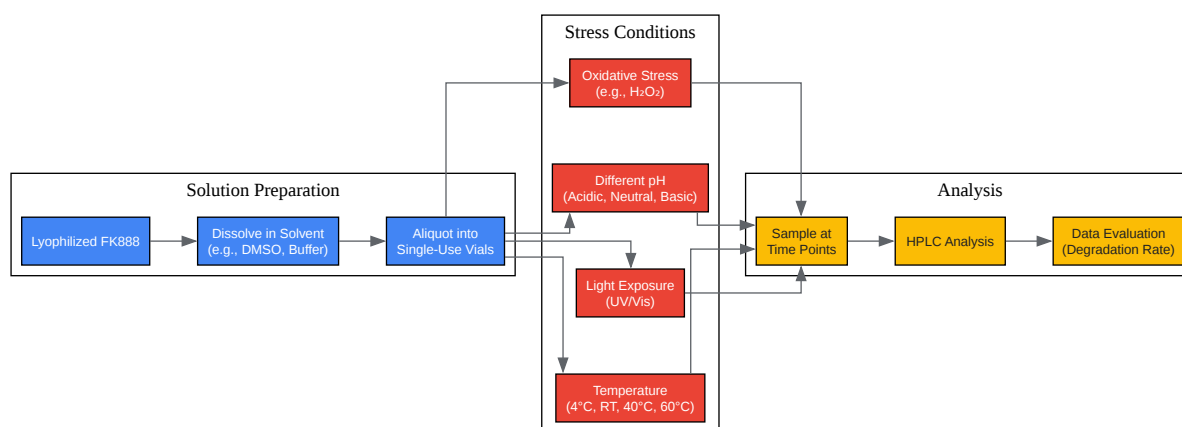 Solution Preparation
Lyophilized FK888
Dissolve in Solvent
(e.g., DMSO, Buffer)
Aliquot into
Single-Use Vials
Stress Conditions
Oxidative Stress
(e.g., H₂O₂)
Different pH
(Acidic, Neutral, Basic)
Light Exposure
(UV/Vis)
Temperature
(4°C, RT, 40°C, 60°C)
Analysis
Sample at
Time Points
HPLC Analysis
Data Evaluation
(Degradation Rate)